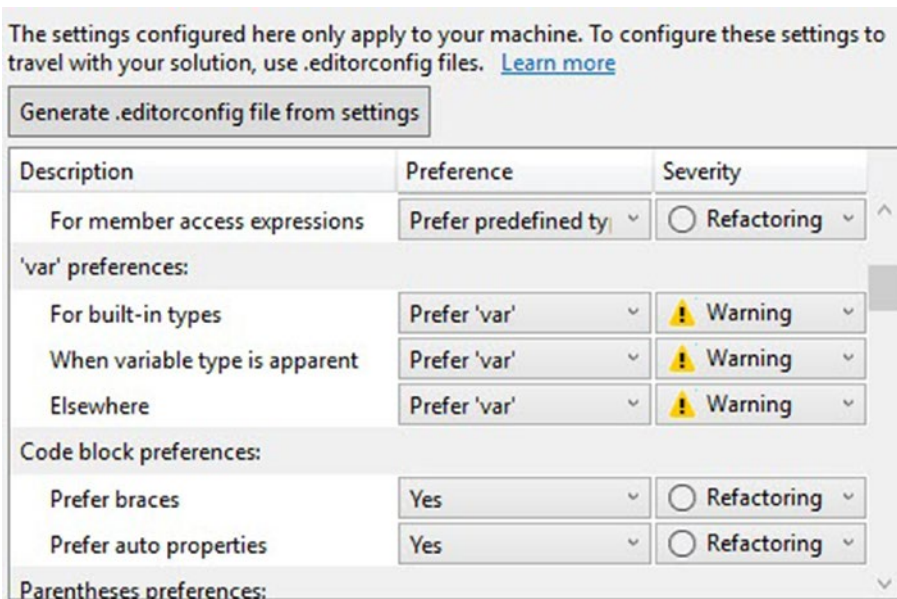 The settings configured here only apply to your machine. To configure these settings to
travel with your solution, use .editorconfig files. Learn more
Generate .editorconfig file from settings
Description Preference Severity
For member access expressions Prefer predefined ty Refactoring
'var' preferences:
For built-in types Prefer 'var' Warning
When variable type is apparent Prefer 'var' Warning
Elsewhere Prefer 'var' Warning
Code block preferences:
Prefer braces Yes Refactoring
Prefer auto properties Yes Refactoring
Parentheses preferences: